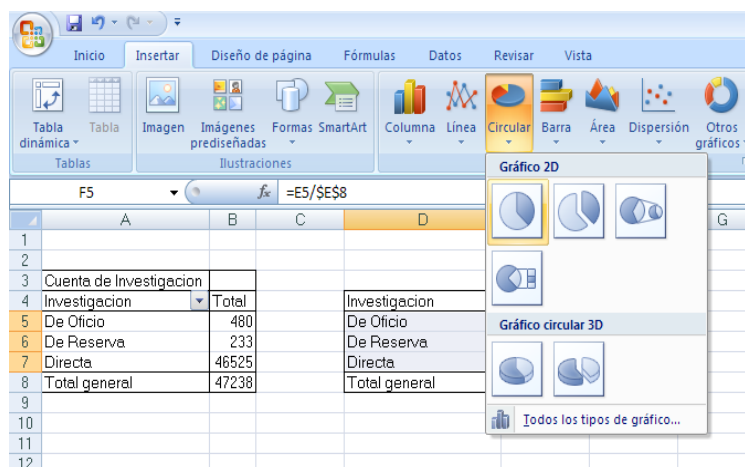 Inicio Insertar Diseño de página Fórmulas Datos Revisar Vista
Tabla dinámica Tabla Imagen Imágenes prediseñadas Formas SmartArt Columna Línea Circular Barra Área Dispersión Otros gráficos
Tablas Ilustraciones
Gráfico 2D
F5 fx =E5/$E$8
A B C D G
1
2
3 Cuenta de Investigacion
4 Investigacion Total Investigacion
5 De Oficio 480 De Oficio
6 De Reserva 233 De Reserva
7 Directa 46525 Directa
8 Total general 47238 Total general
9
10
11
12
Gráfico circular 3D
Todos los tipos de gráfico...